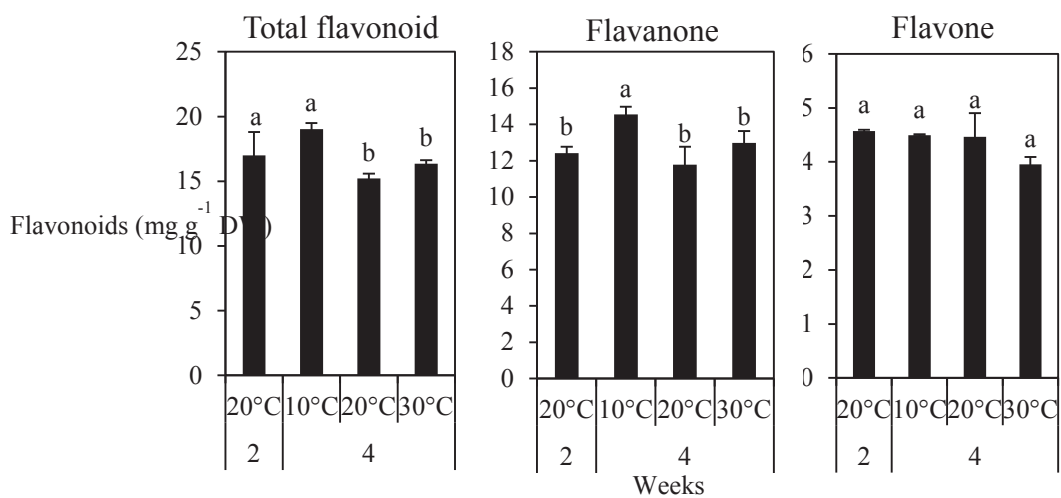 Total flavonoid
25
20
15
10
5
0
a
a
b
b
Flavonoids (mg g-1 DW)
20°C 10°C 20°C 30°C
2 4
Flavanone
18
16
14
12
10
8
6
4
2
0
b
a
b
b
20°C 10°C 20°C 30°C
2 4
Flavone
6
5
4
3
2
1
0
a
a
a
a
20°C 10°C 20°C 30°C
2 4
Weeks